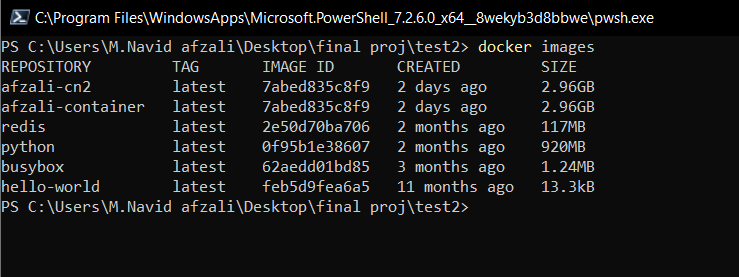 C:\Program Files\WindowsApps\Microsoft.PowerShell_7.2.6.0_x64__8wekyb3d8bbwe\pwsh.exe
PS C:\Users\M.Navid afzali\Desktop\final proj\test2> docker images
REPOSITORY TAG IMAGE ID CREATED SIZE
afzali-cn2 latest 7abed835c8f9 2 days ago 2.96GB
afzali-container latest 7abed835c8f9 2 days ago 2.96GB
redis latest 2e50d70ba706 2 months ago 117MB
python latest 0f95b1e38607 2 months ago 920MB
busybox latest 62aedd01bd85 3 months ago 1.24MB
hello-world latest feb5d9fea6a5 11 months ago 13.3kB
PS C:\Users\M.Navid afzali\Desktop\final proj\test2>